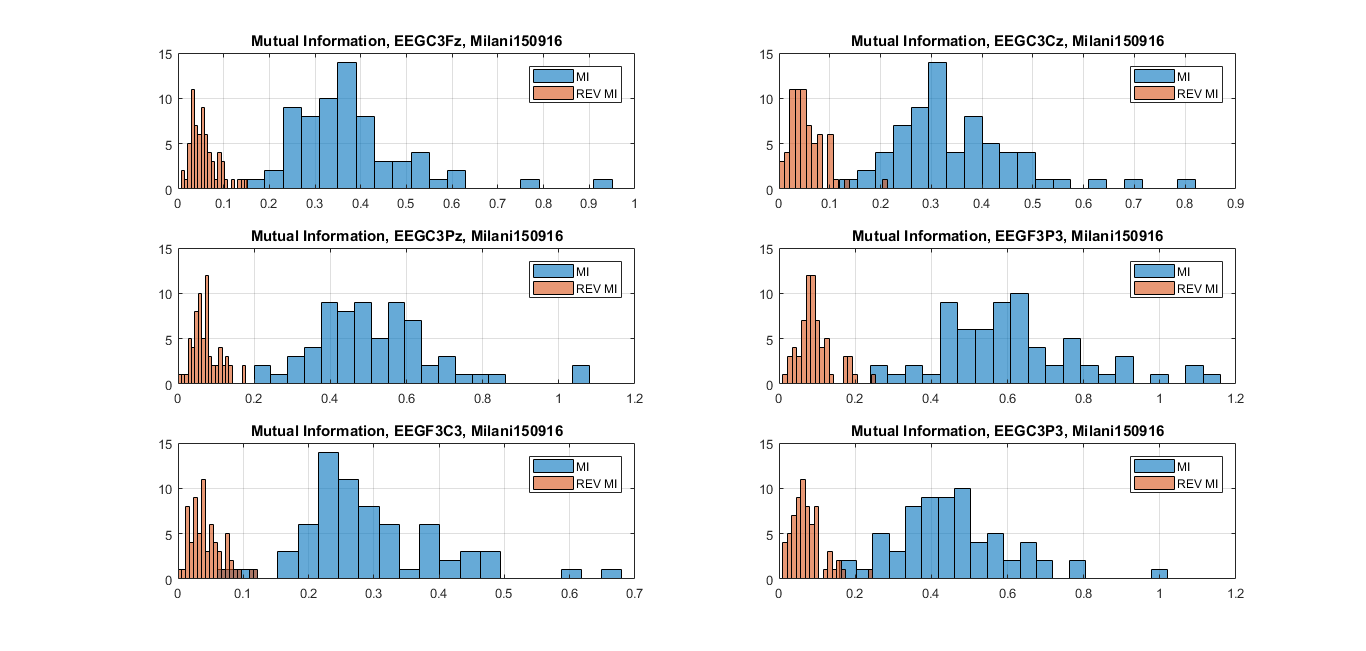 Mutual Information, EEGC3Fz, Milani150916
15
10
5
0
0 0.1 0.2 0.3 0.4 0.5 0.6 0.7 0.8 0.9 1
MI
REV MI
Mutual Information, EEGC3Cz, Milani150916
15
10
5
0
0 0.1 0.2 0.3 0.4 0.5 0.6 0.7 0.8 0.9
MI
REV MI
Mutual Information, EEGC3Pz, Milani150916
15
10
5
0
0 0.2 0.4 0.6 0.8 1 1.2
MI
REV MI
Mutual Information, EEGF3P3, Milani150916
15
10
5
0
0 0.2 0.4 0.6 0.8 1 1.2
MI
REV MI
Mutual Information, EEGF3C3, Milani150916
15
10
5
0
0 0.1 0.2 0.3 0.4 0.5 0.6 0.7
MI
REV MI
Mutual Information, EEGC3P3, Milani150916
15
10
5
0
0 0.2 0.4 0.6 0.8 1 1.2
MI
REV MI